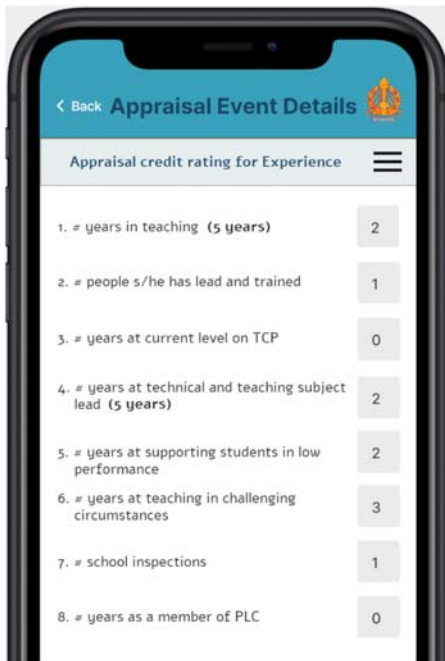 < Back Appraisal Event Details
Appraisal credit rating for Experience
1. # years in teaching (5 years) 2
2. # people s/he has lead and trained 1
3. # years at current level on TCP 0
4. # years at technical and teaching subject
lead (5 years) 2
5. # years at supporting students in low
performance 2
6. # years at teaching in challenging
circumstances 3
7. # school inspections 1
8. # years as a member of PLC 0